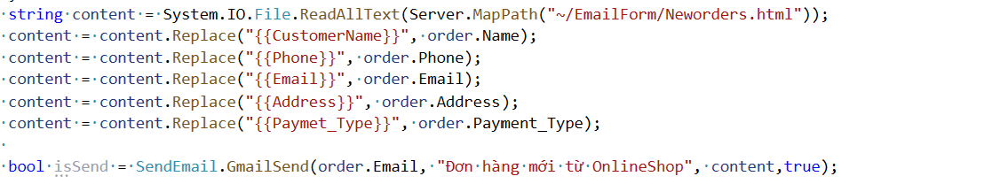 string content = System.IO.File.ReadAllText(Server.MapPath("~/EmailForm/Neworders.html"));
content = content.Replace("{{CustomerName}}", order.Name);
content = content.Replace("{{Phone}}", order.Phone);
content = content.Replace("{{Email}}", order.Email);
content = content.Replace("{{Address}}", order.Address);
content = content.Replace("{{Paymet_Type}}", order.Payment_Type);
bool isSend = SendEmail.GmailSend(order.Email, "Đơn hàng mới từ OnlineShop", content,true);